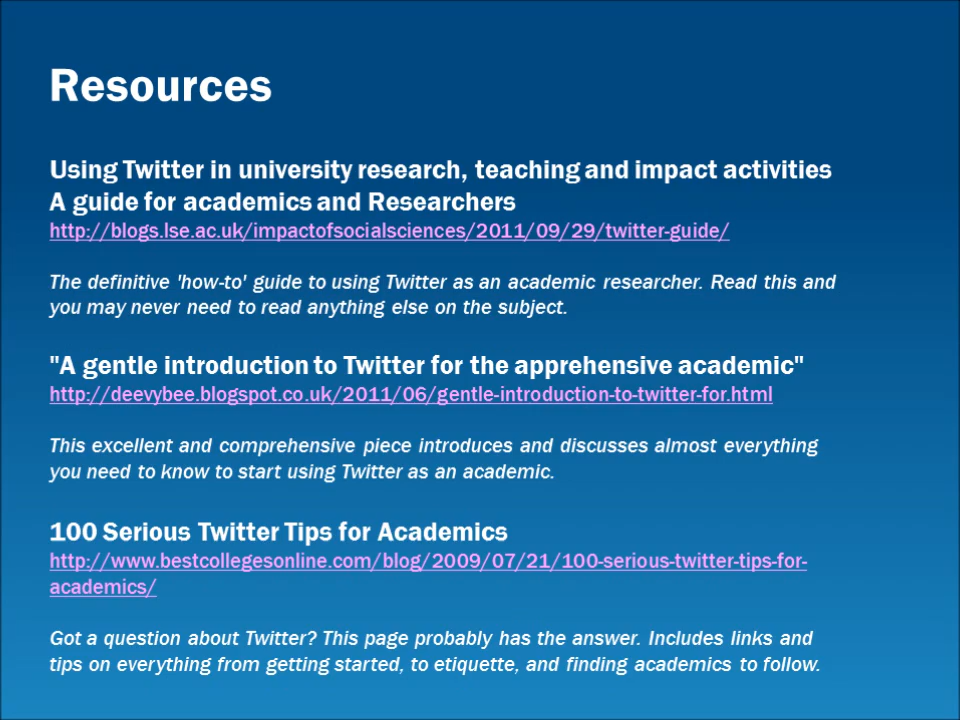 Resources
Using Twitter in university research, teaching and impact activities
A guide for academics and Researchers
http://blogs.lse.ac.uk/impactofsocialsciences/2011/09/29/twitter-guide/
The definitive 'how-to' guide to using Twitter as an academic researcher. Read this and
you may never need to read anything else on the subject.
"A gentle introduction to Twitter for the apprehensive academic"
http://deevybee.blogspot.co.uk/2011/06/gentle-introduction-to-twitter-for.html
This excellent and comprehensive piece introduces and discusses almost everything
you need to know to start using Twitter as an academic.
100 Serious Twitter Tips for Academics
http://www.bestcollegesonline.com/blog/2009/07/21/100-serious-twitter-tips-for-
academics/
Got a question about Twitter? This page probably has the answer. Includes links and
tips on everything from getting started, to etiquette, and finding academics to follow.